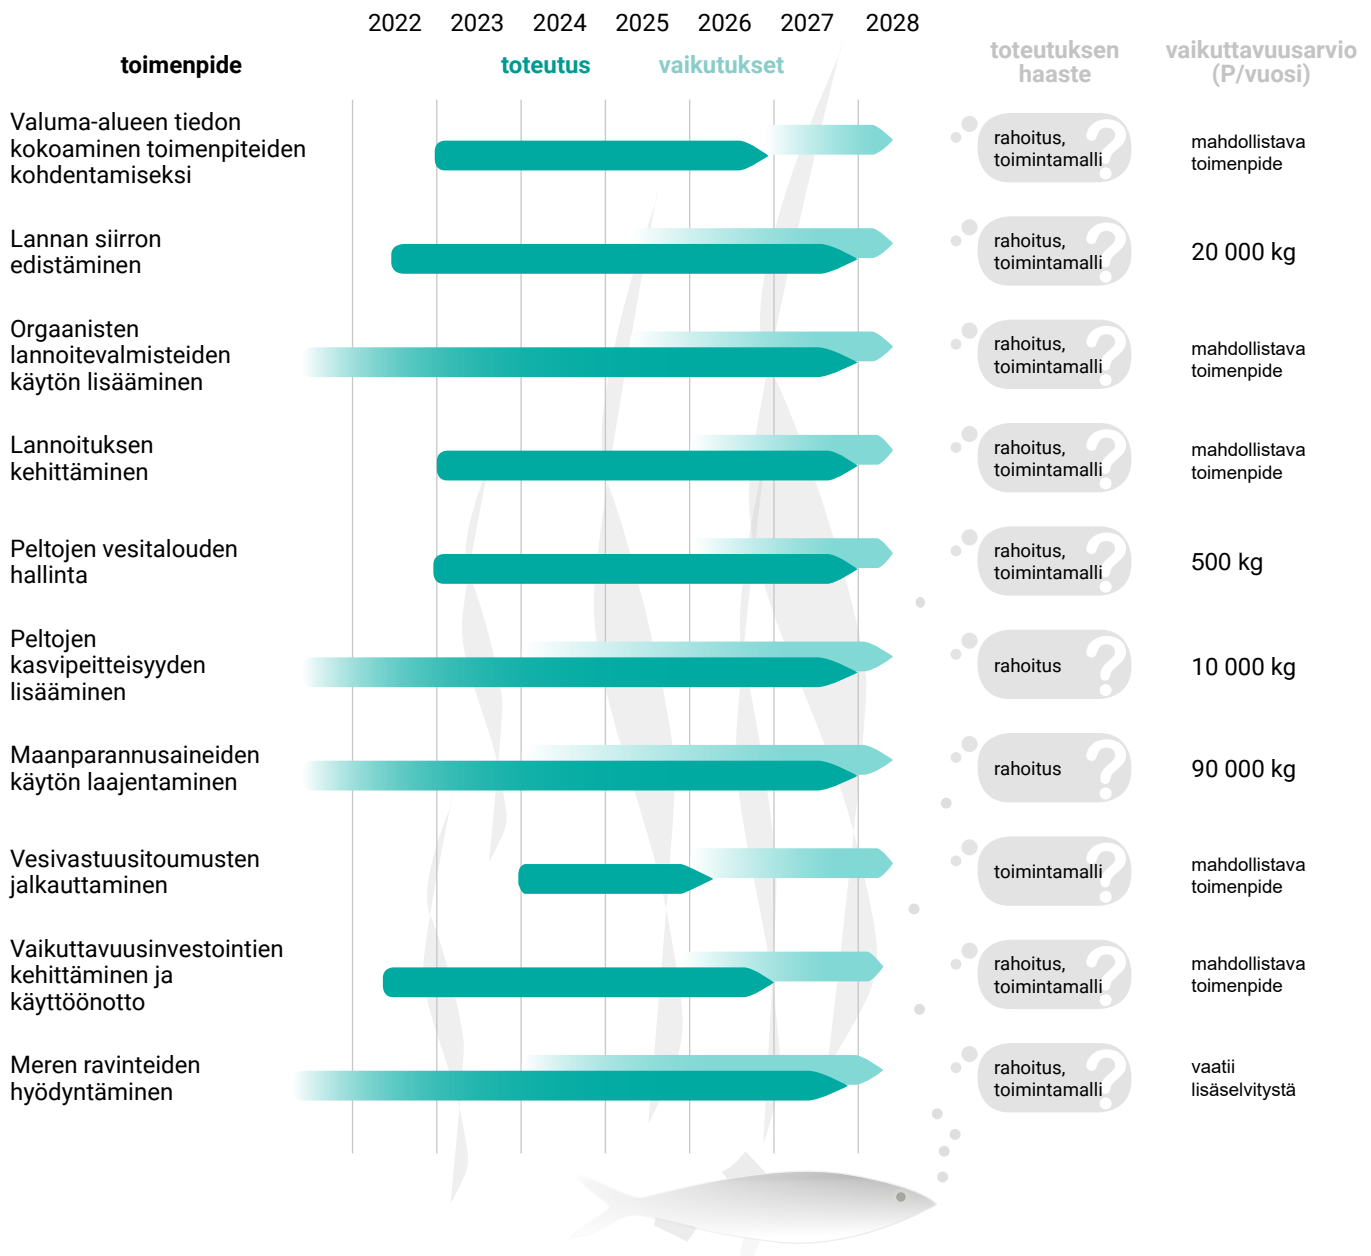 2022 2023 2024 2025 2026 2027 2028
toimenpide
toteutus
vaikutukset
toteutuksen
haaste
vaikuttavuusarvio
(P/vuosi)
Valuma-alueen tiedon
kokoaminen toimenpiteiden
kohdentamiseksi
rahoitus,
toimintamalli
?
mahdollistava
toimenpide
Lannan siirron
edistäminen
rahoitus,
toimintamalli
?
20 000 kg
Orgaanisten
lannoitevalmisteiden
käytön lisääminen
rahoitus,
toimintamalli
?
mahdollistava
toimenpide
Lannoituksen
kehittäminen
rahoitus,
toimintamalli
?
mahdollistava
toimenpide
Peltojen vesitalouden
hallinta
rahoitus,
toimintamalli
?
500 kg
Peltojen
kasvipeitteisyyden
lisääminen
rahoitus
?
10 000 kg
Maanparannusaineiden
käytön laajentaminen
rahoitus
?
90 000 kg
Vesivastuusitoumusten
jalkauttaminen
toimintamalli
?
mahdollistava
toimenpide
Vaikuttavuusinvestointien
kehittäminen ja
käyttöönotto
rahoitus,
toimintamalli
?
mahdollistava
toimenpide
Meren ravinteiden
hyödyntäminen
rahoitus,
toimintamalli
?
vaatii
lisäselvitystä